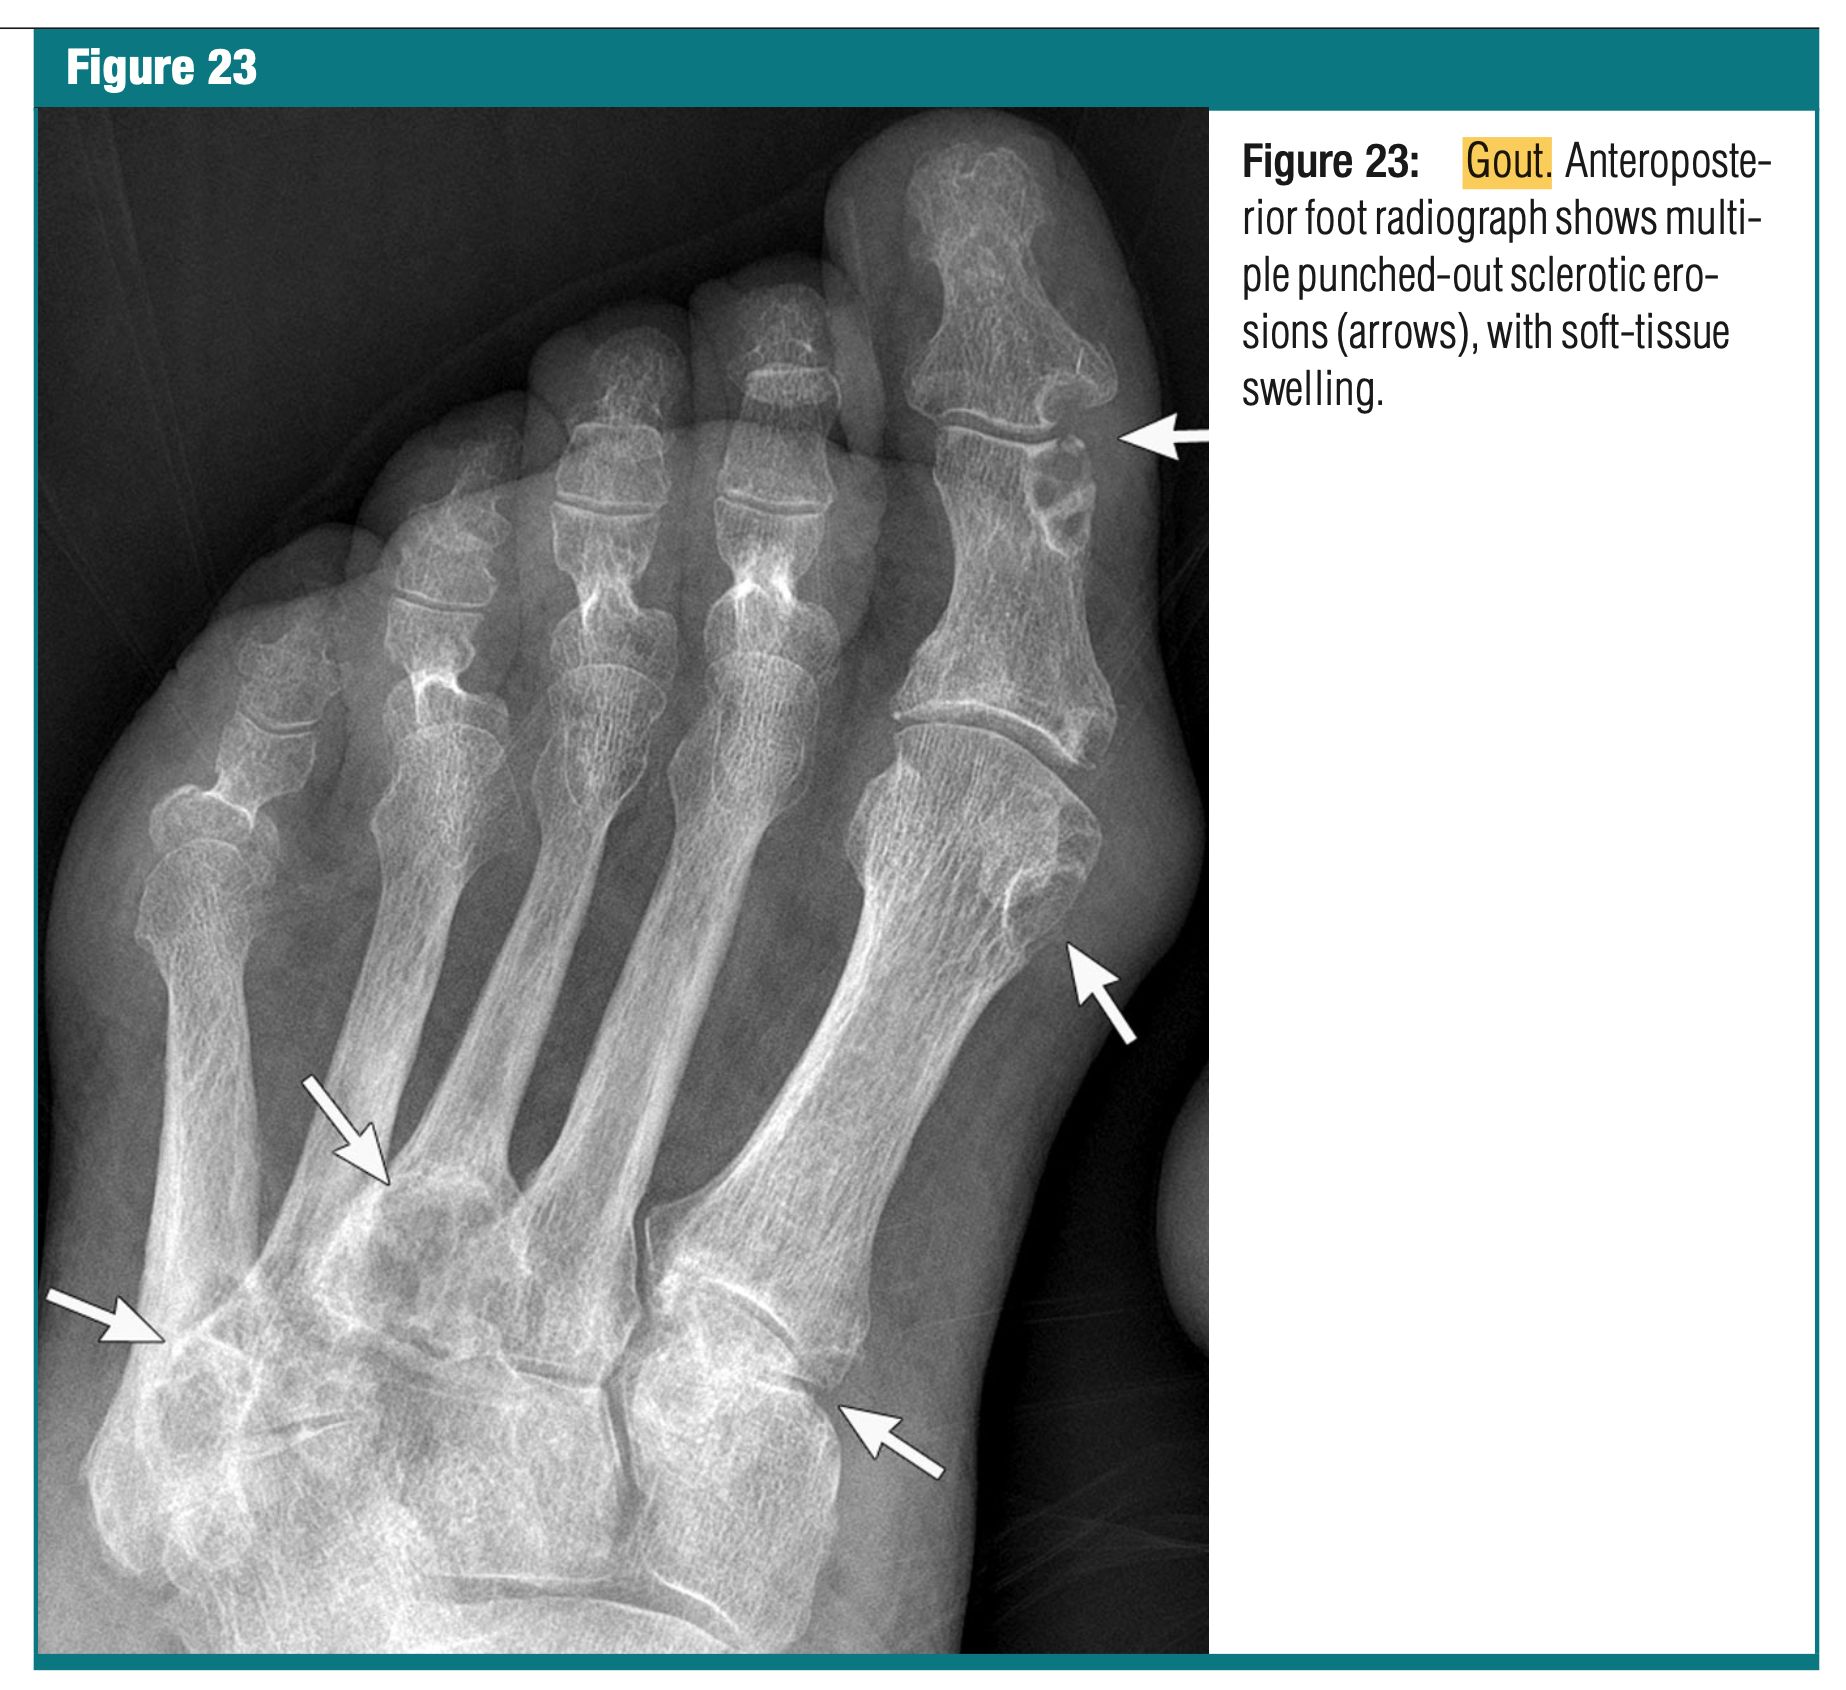 Figure 23
Figure 23: Gout. Anteroposte-
rior foot radiograph shows multi-
ple punched-out sclerotic ero-
sions (arrows), with soft-tissue
swelling.